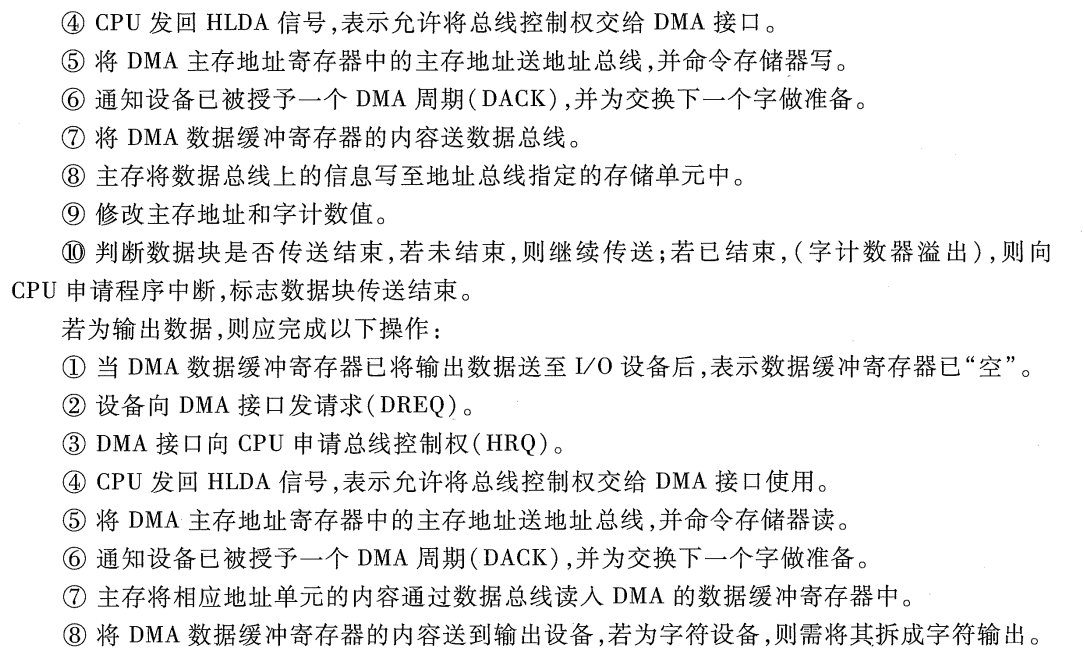 ④ CPU 发回 HLDA 信号,表示允许将总线控制权交给 DMA 接口。
⑤ 将 DMA 主存地址寄存器中的主存地址送地址总线,并命令存储器写。
⑥ 通知设备已被授予一个 DMA 周期(DACK),并为交换下一个字做准备。
⑦ 将 DMA 数据缓冲寄存器的内容送数据总线。
⑧ 主存将数据总线上的信息写至地址总线指定的存储单元中。
⑨ 修改主存地址和字计数值。
⑩ 判断数据块是否传送结束,若未结束,则继续传送;若已结束,(字计数器溢出),则向
CPU 申请程序中断,标志数据块传送结束。
若为输出数据,则应完成以下操作:
① 当 DMA 数据缓冲寄存器已将输出数据送至 I/O 设备后,表示数据缓冲寄存器已“空”。
② 设备向 DMA 接口发请求(DREQ)。
③ DMA 接口向 CPU 申请总线控制权(HRQ)。
④ CPU 发回 HLDA 信号,表示允许将总线控制权交给 DMA 接口使用。
⑤ 将 DMA 主存地址寄存器中的主存地址送地址总线,并命令存储器读。
⑥ 通知设备已被授予一个 DMA 周期(DACK),并为交换下一个字做准备。
⑦ 主存将相应地址单元的内容通过数据总线读入 DMA 的数据缓冲寄存器中。
⑧ 将 DMA 数据缓冲寄存器的内容送到输出设备,若为字符设备,则需将其拆成字符输出。